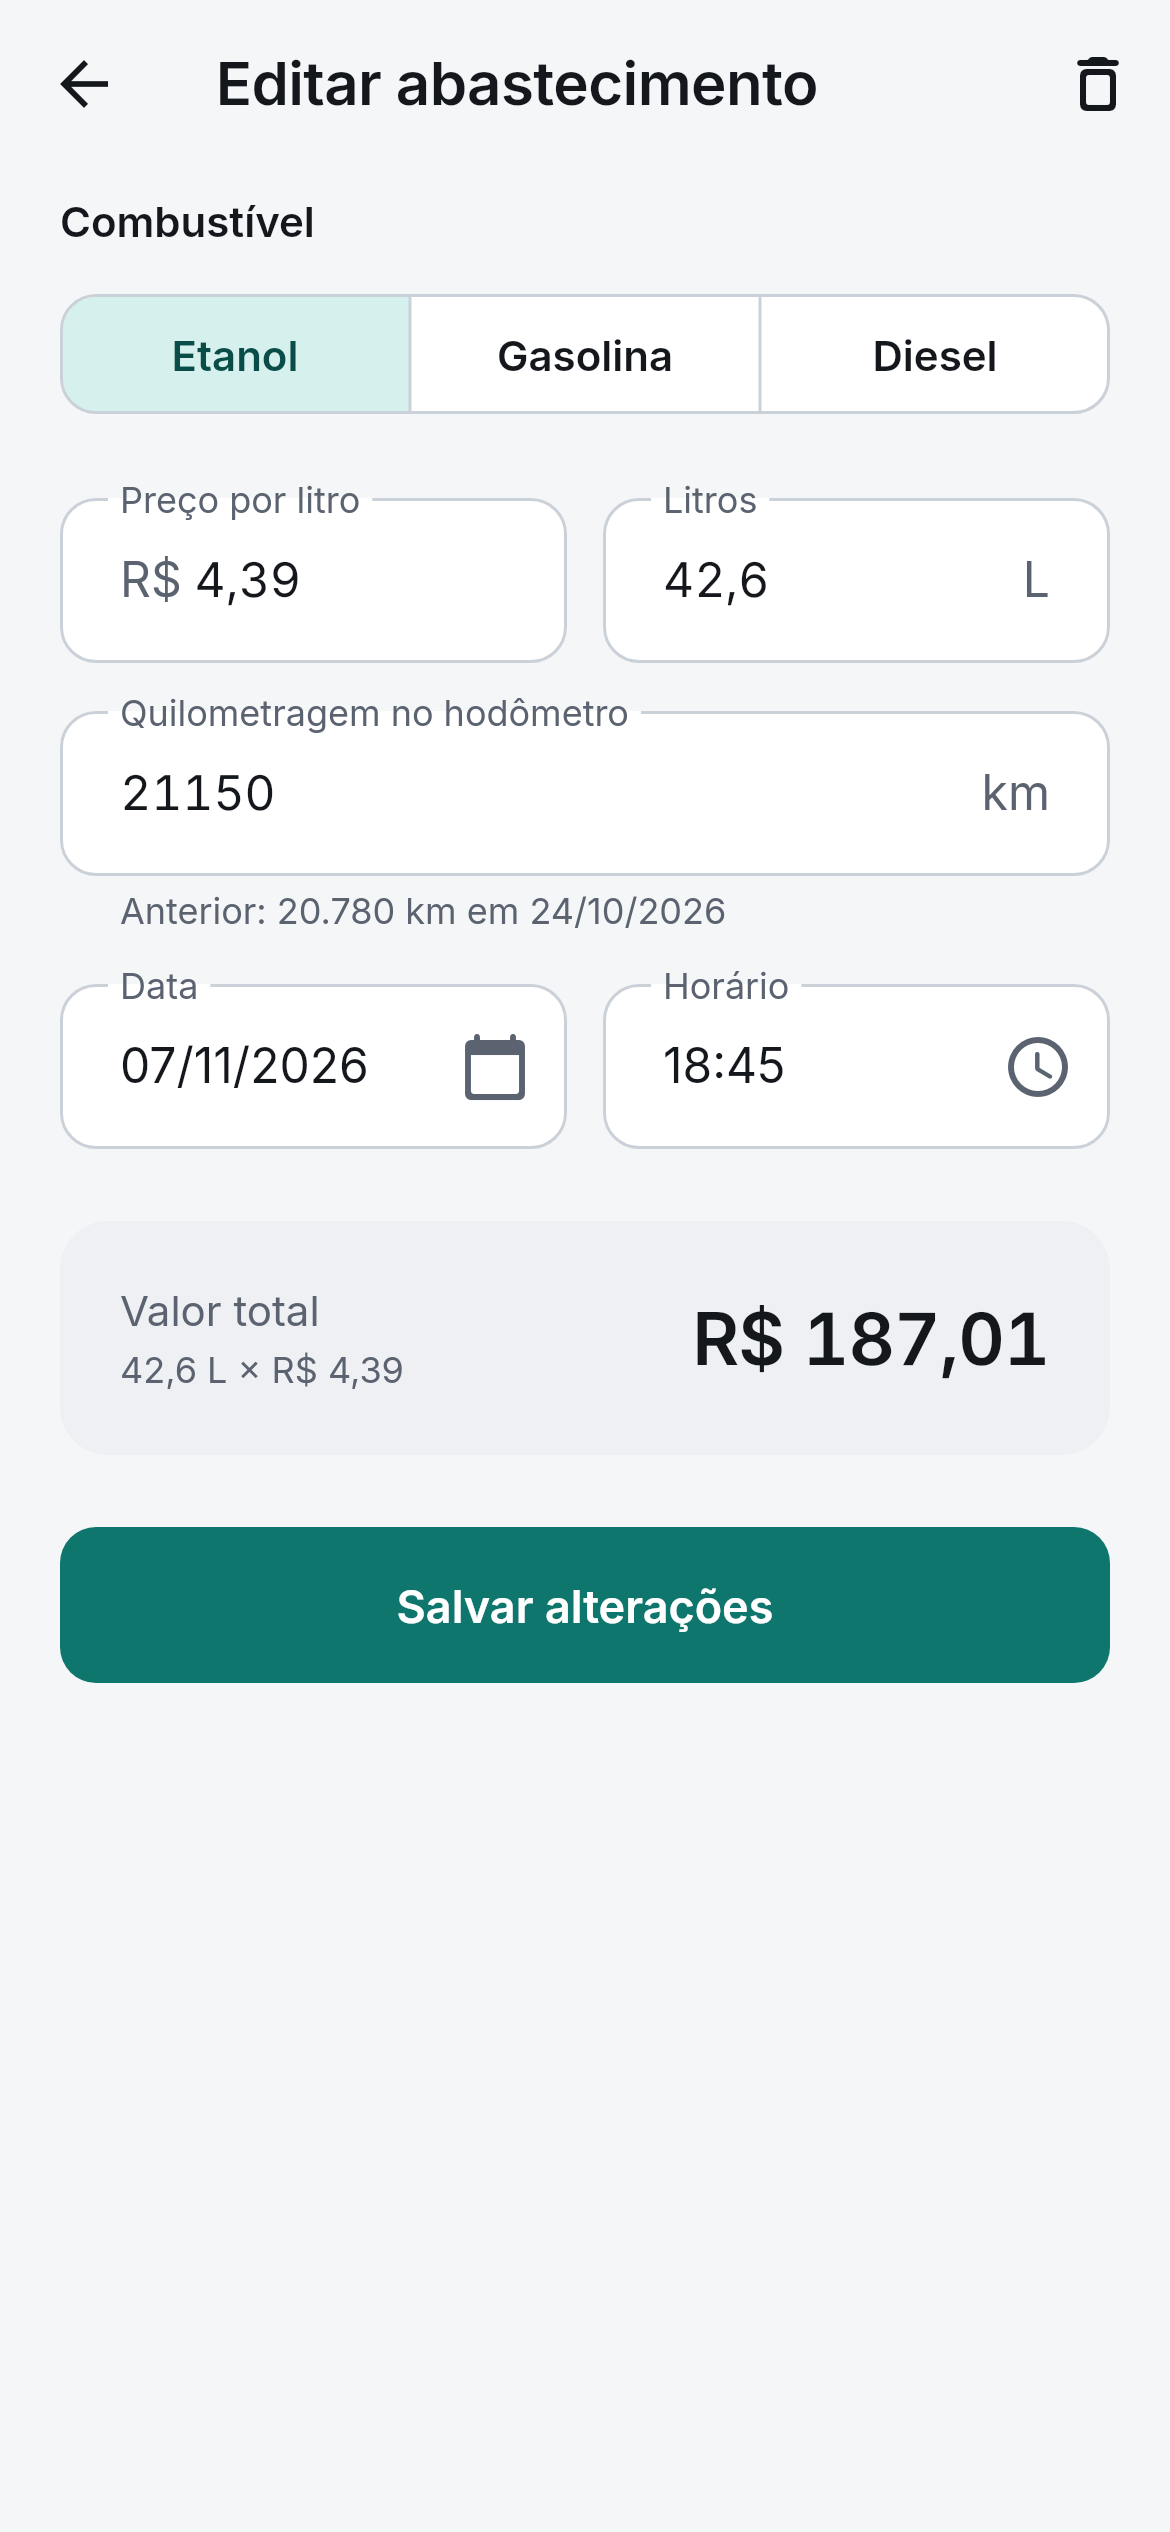 Editar abastecimento
Combustível
Etanol Gasolina Diesel
Preço por litro Litros
R$ 4,39 42,6 L
Quilometragem no hodômetro
21150 km
Anterior: 20.780 km em 24/10/2026
Data Horário
07/11/2026 18:45
Valor total
42,6 L × R$ 4,39
R$ 187,01
Salvar alterações